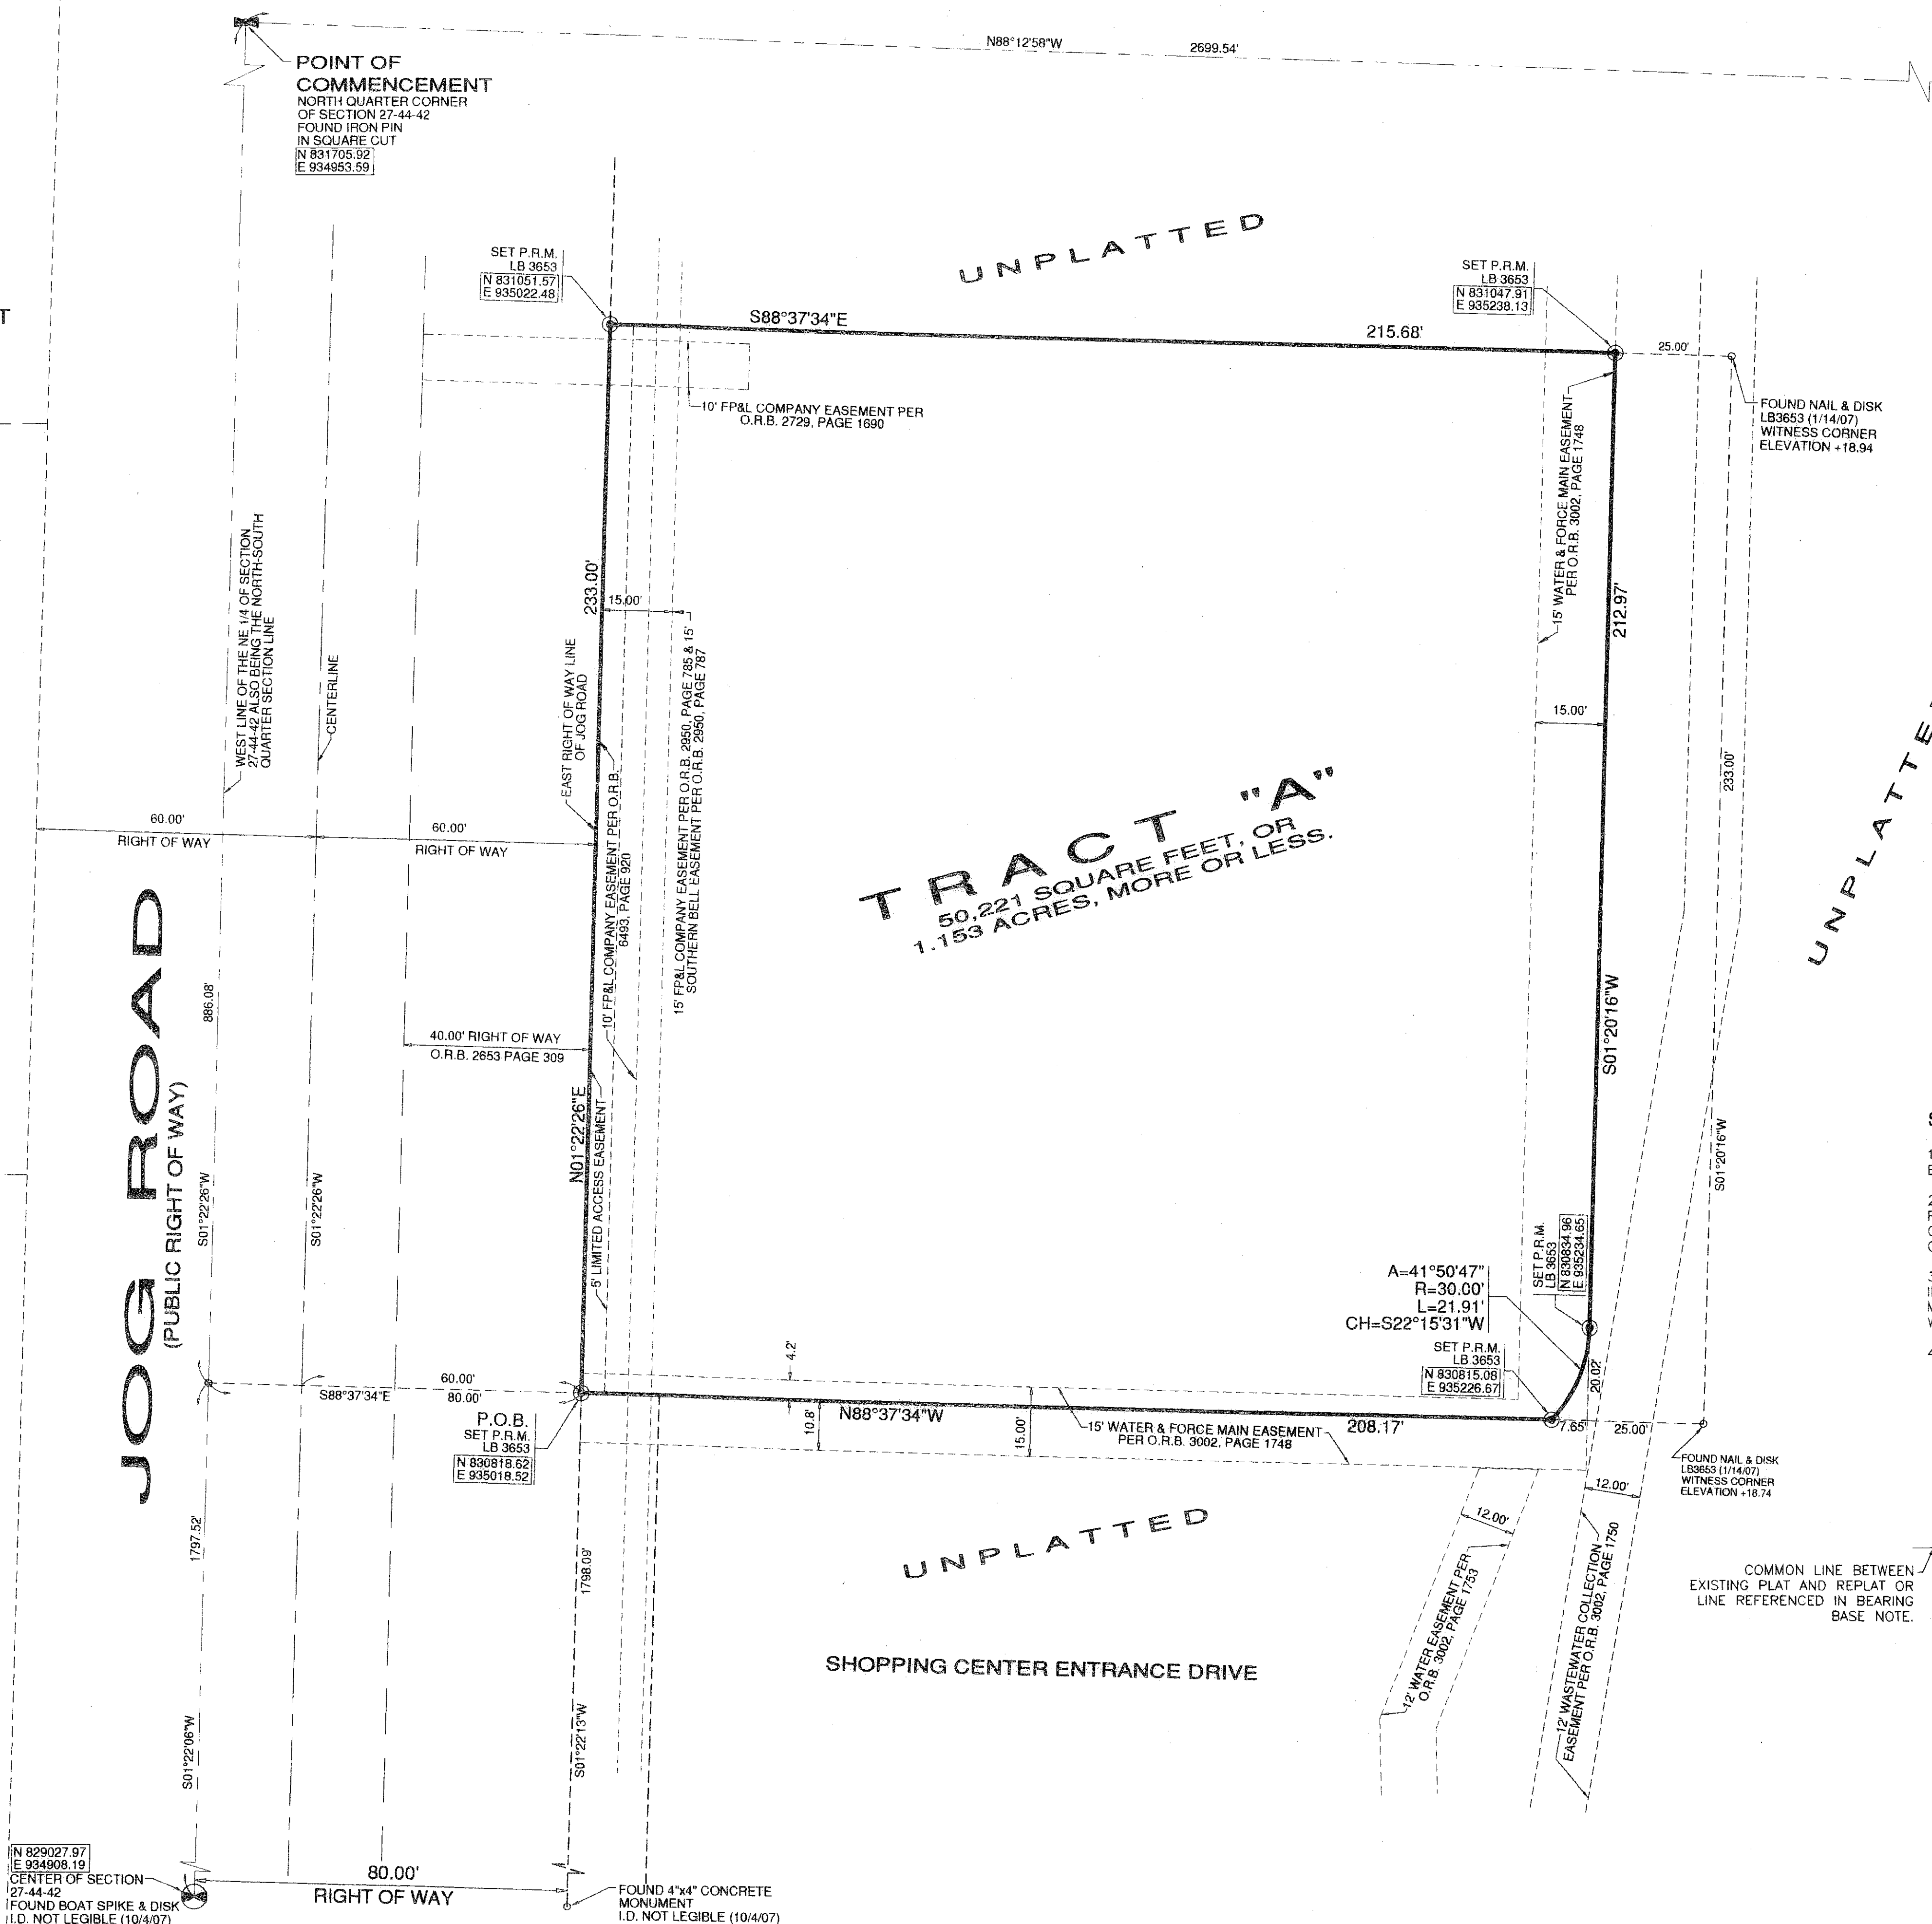 N88°12'58"W
2699.54'
POINT OF
COMMENCEMENT
NORTH QUARTER CORNER
OF SECTION 27-44-42
FOUND IRON PIN
IN SQUARE CUT
N 831705.92
E 934953.59
UNPLATTED
SET P.R.M.
LB 3653
N 831051.57
E 935022.48
SET P.R.M.
LB 3653
N 831047.91
E 935238.13
T
S88°37'34"E
215.68'
25.00'
FOUND NAIL & DISK
LB3653 (1/14/07)
WITNESS CORNER
ELEVATION +18.94
10' FP&L COMPANY EASEMENT PER
O.R.B. 2729, PAGE 1690
15' WATER & FORCE MAIN EASEMENT
PER O.R.B. 3002, PAGE 1748
WEST LINE OF THE NE 1/4 OF SECTION
27-44-42 ALSO BEING THE NORTH-SOUTH
QUARTER SECTION LINE
CENTERLINE
233.00'
15.00'
EAST RIGHT OF WAY LINE
OF JOG ROAD
10' FP&L COMPANY EASEMENT PER O.R.B.
6493, PAGE 920
15' FP&L COMPANY EASEMENT PER O.R.B. 2950, PAGE 785 & 15'
SOUTHERN BELL EASEMENT PER O.R.B. 2950, PAGE 787
212.97'
15.00'
233.00'
UNPLATTE
60.00'
RIGHT OF WAY
60.00'
RIGHT OF WAY
TRACT "A"
50,221 SQUARE FEET, OR
1.153 ACRES, MORE OR LESS.
JOG ROAD
(PUBLIC RIGHT OF WAY)
886.08'
S01°22'26"W
S01°22'26"W
40.00' RIGHT OF WAY
O.R.B. 2653 PAGE 309
N01°22'26"E
5' LIMITED ACCESS EASEMENT
S01°20'16"W
S01°20'16"W
A=41°50'47"
R=30.00'
L=21.91'
CH=S22°15'31"W
SET P.R.M.
LB 3653
N 830834.96
E 935234.65
SET P.R.M.
LB 3653
N 830815.08
E 935226.67
20.02'
7.65'
25.00'
4.2'
S88°37'34"E
60.00'
80.00'
P.O.B.
SET P.R.M.
LB 3653
N 830818.62
E 935018.52
N88°37'34"W
208.17'
10.8'
15.00'
15' WATER & FORCE MAIN EASEMENT
PER O.R.B. 3002, PAGE 1748
FOUND NAIL & DISK
LB3653 (1/14/07)
WITNESS CORNER
ELEVATION +18.74
12.00'
12.00'
UNPLATTED
1797.52'
1798.09'
12' WATER EASEMENT PER
O.R.B. 3002, PAGE 1753
12' WASTEWATER COLLECTION
EASEMENT PER O.R.B. 3002, PAGE 1750
COMMON LINE BETWEEN
EXISTING PLAT AND REPLAT OR
LINE REFERENCED IN BEARING
BASE NOTE.
SHOPPING CENTER ENTRANCE DRIVE
S01°22'06"W
S01°22'13"W
N 829027.97
E 934908.19
CENTER OF SECTION
27-44-42
FOUND BOAT SPIKE & DISK
I.D. NOT LEGIBLE (10/4/07)
80.00'
RIGHT OF WAY
FOUND 4"x4" CONCRETE
MONUMENT
I.D. NOT LEGIBLE (10/4/07)